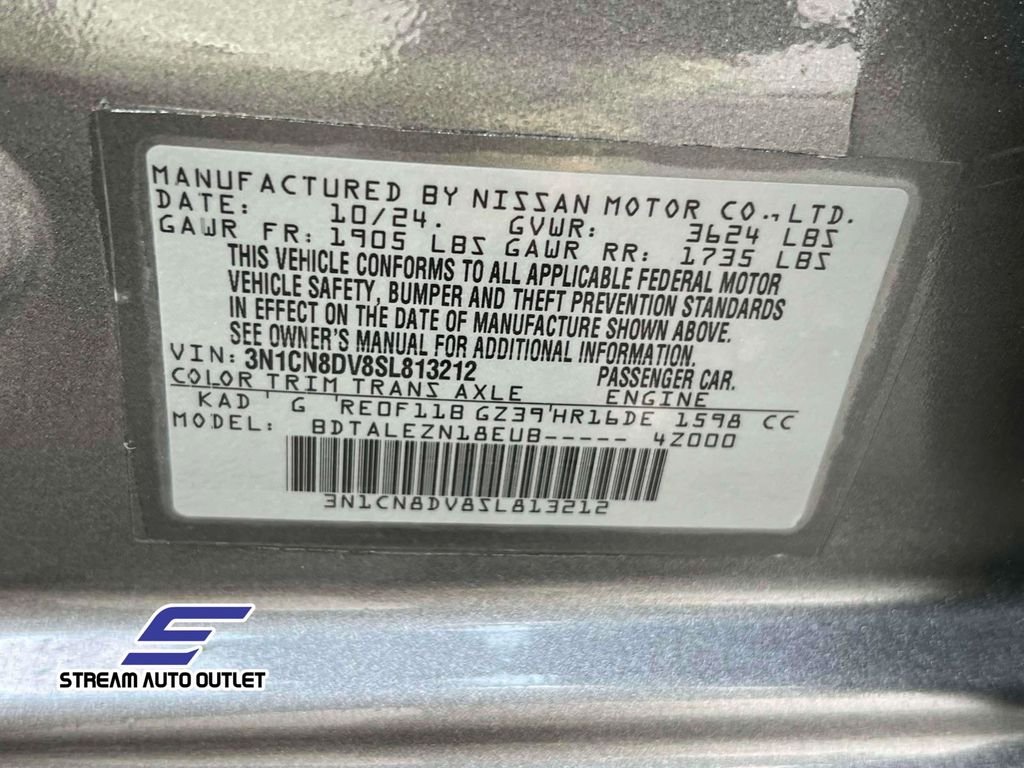 MANUFACTURED BY NISSAN MOTOR CO., LTD.
DATE: 10/24. GVWR: 3624 LBS
GAWR FR: 1905 LBS GAWR RR: 1735 LBS
THIS VEHICLE CONFORMS TO ALL APPLICABLE FEDERAL MOTOR
VEHICLE SAFETY, BUMPER AND THEFT PREVENTION STANDARDS
IN EFFECT ON THE DATE OF MANUFACTURE SHOWN ABOVE.
SEE OWNER'S MANUAL FOR ADDITIONAL INFORMATION.
VIN: 3N1CN8DV8SL813212 PASSENGER CAR.
COLOR TRIM TRANS AXLE ENGINE
KAD ' G 'RE0F11B GZ39'HR16DE 1598 CC
MODEL: BDTALEZN18EUB----- 4Z000
3N1CN8DV8SL813212
STREAM AUTO OUTLET